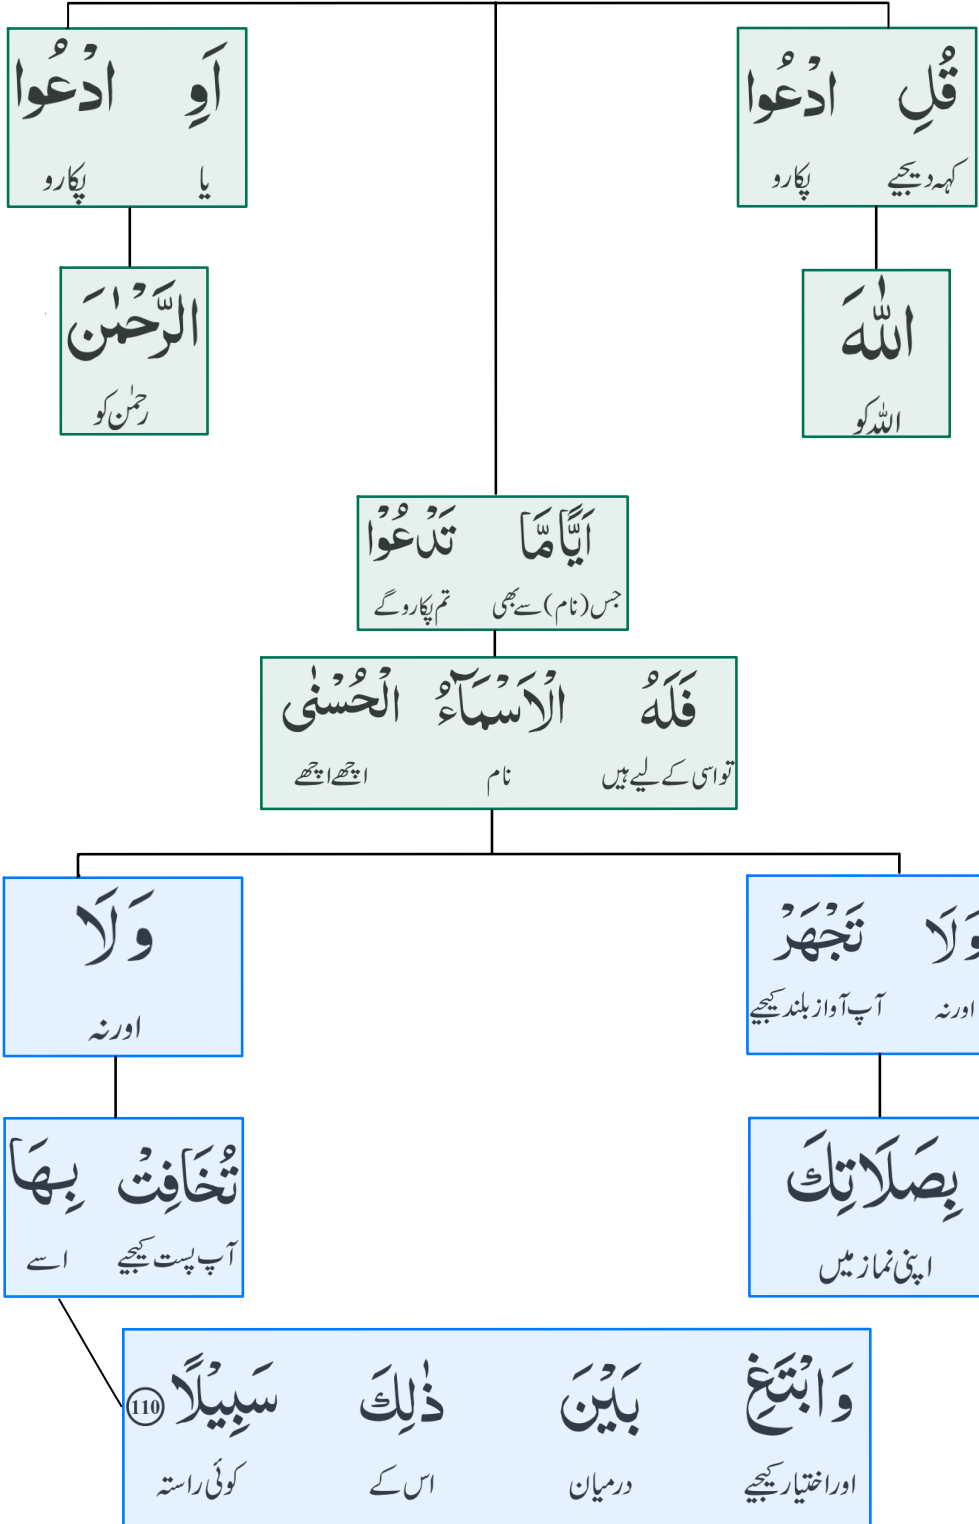 قُلِ ادْعُوا
کہہ دیجیے پکارو
اللّٰهَ
اللہ کو
اَوِ ادْعُوا
یا پکارو
الرَّحْمٰنَ
رحمٰن کو
اَيًّا مَّا تَدْعُوْا
جس (نام) سے بھی تم پکارو گے
فَلَهُ الْاَسْمَآءُ الْحُسْنٰى
تو اسی کے لیے ہیں نام اچھے اچھے
وَلَا تَجْهَرْ
اور نہ آپ آواز بلند کیجیے
بِصَلَاتِكَ
اپنی نماز میں
وَلَا
اور نہ
تُخَافِتْ بِهَا
آپ پست کیجیے اسے
وَابْتَغِ بَيْنَ ذٰلِكَ سَبِيْلًا 110
اور اختیار کیجیے درمیان اس کے کوئی راستہ